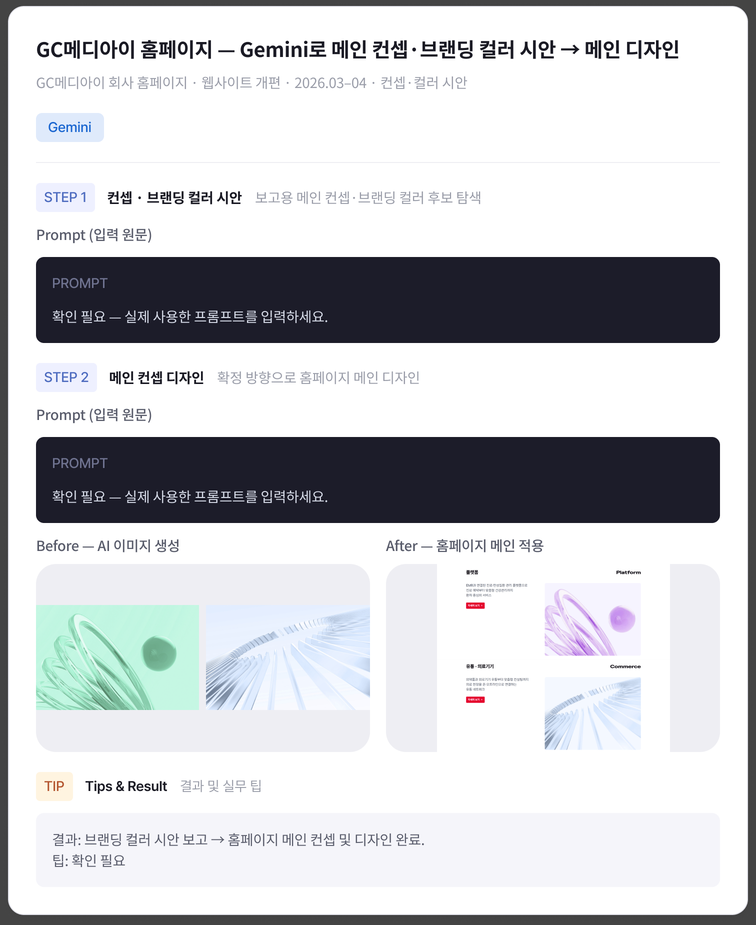 GC메디아이 홈페이지 — Gemini로 메인 컨셉·브랜딩 컬러 시안 → 메인 디자인
GC메디아이 회사 홈페이지 · 웹사이트 개편 · 2026.03–04 · 컨셉·컬러 시안
Gemini
STEP 1 컨셉 · 브랜딩 컬러 시안 보고용 메인 컨셉·브랜딩 컬러 후보 탐색
Prompt (입력 원문)
PROMPT
확인 필요 — 실제 사용한 프롬프트를 입력하세요.
STEP 2 메인 컨셉 디자인 확정 방향으로 홈페이지 메인 디자인
Prompt (입력 원문)
PROMPT
확인 필요 — 실제 사용한 프롬프트를 입력하세요.
Before — AI 이미지 생성
After — 홈페이지 메인 적용
플랫폼
Platform
유통 · 의료기기
Commerce
TIP Tips & Result 결과 및 실무 팁
결과: 브랜딩 컬러 시안 보고 → 홈페이지 메인 컨셉 및 디자인 완료.
팁: 확인 필요